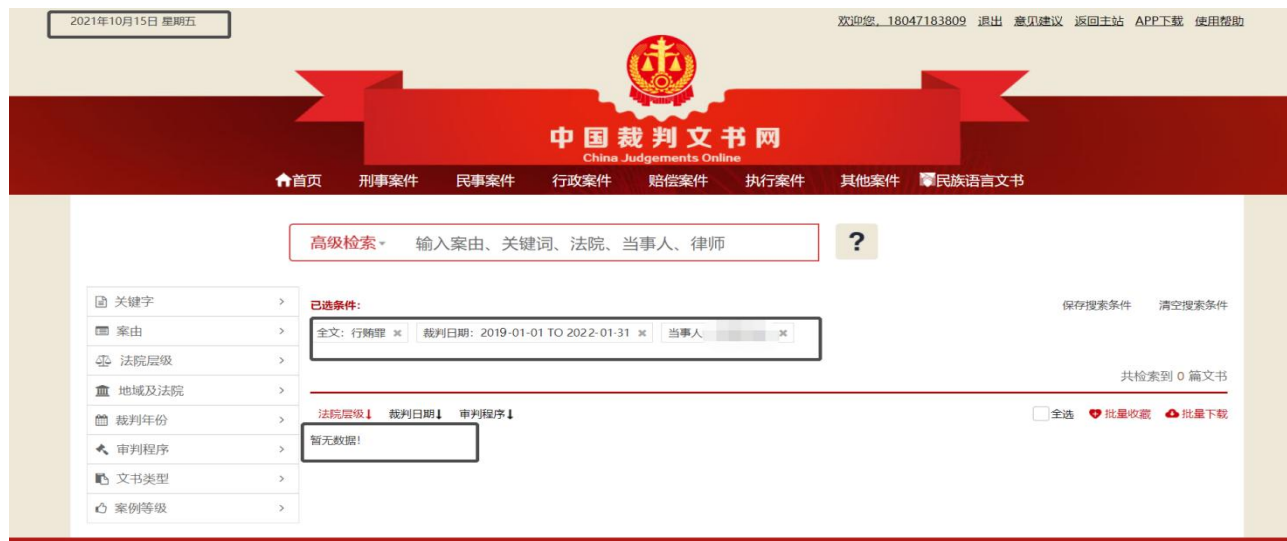 2021年10月15日 星期五
欢迎您，18047183809 退出 意见建议 返回主站 APP下载 使用帮助
中国裁判文书网
China Judgements Online
首页 刑事案件 民事案件 行政案件 赔偿案件 执行案件 其他案件 民族语言文书
高级检索 输入案由、关键词、法院、当事人、律师 ?
关键字
案由
法院层级
地域及法院
裁判年份
审判程序
文书类型
案例等级
已选条件:
保存搜索条件 清空搜索条件
全文: 行贿罪 × 裁判日期: 2019-01-01 TO 2022-01-31 × 当事人 ×
共检索到 0 篇文书
法院层级 裁判日期 审判程序
全选 批量收藏 批量下载
暂无数据!